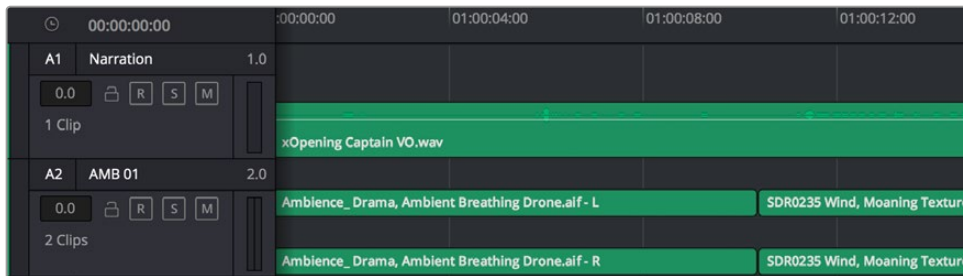 00:00:00:00 :00:00:00 01:00:04:00 01:00:08:00 01:00:12:00
A1 Narration 1.0
0.0 R S M
1 Clip
xOpening Captain VO.wav
A2 AMB 01 2.0
0.0 R S M
Ambience_ Drama, Ambient Breathing Drone.aif - L SDR0235 Wind, Moaning Textur
2 Clips
Ambience_ Drama, Ambient Breathing Drone.aif - R SDR0235 Wind, Moaning Textur